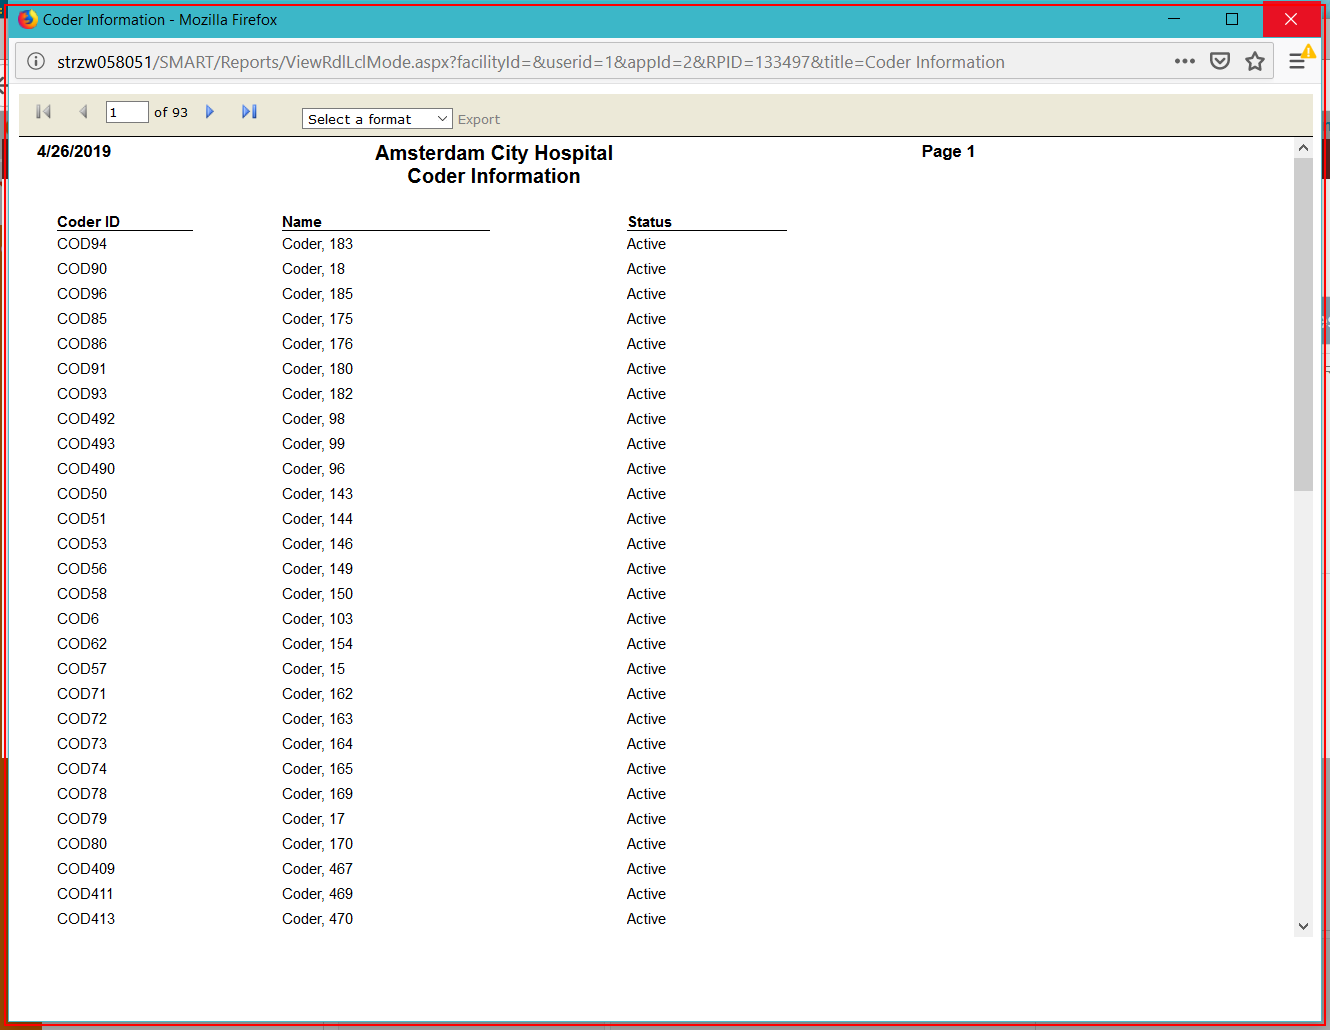 Coder Information - Mozilla Firefox
strzw058051/SMART/Reports/ViewRdlLclMode.aspx?facilityId=&userid=1&appId=2&RPID=133497&title=Coder Information
1 of 93 Select a format Export
4/26/2019 Amsterdam City Hospital Page 1
Coder Information
Coder ID Name Status
COD94 Coder, 183 Active
COD90 Coder, 18 Active
COD96 Coder, 185 Active
COD85 Coder, 175 Active
COD86 Coder, 176 Active
COD91 Coder, 180 Active
COD93 Coder, 182 Active
COD492 Coder, 98 Active
COD493 Coder, 99 Active
COD490 Coder, 96 Active
COD50 Coder, 143 Active
COD51 Coder, 144 Active
COD53 Coder, 146 Active
COD56 Coder, 149 Active
COD58 Coder, 150 Active
COD6 Coder, 103 Active
COD62 Coder, 154 Active
COD57 Coder, 15 Active
COD71 Coder, 162 Active
COD72 Coder, 163 Active
COD73 Coder, 164 Active
COD74 Coder, 165 Active
COD78 Coder, 169 Active
COD79 Coder, 17 Active
COD80 Coder, 170 Active
COD409 Coder, 467 Active
COD411 Coder, 469 Active
COD413 Coder, 470 Active